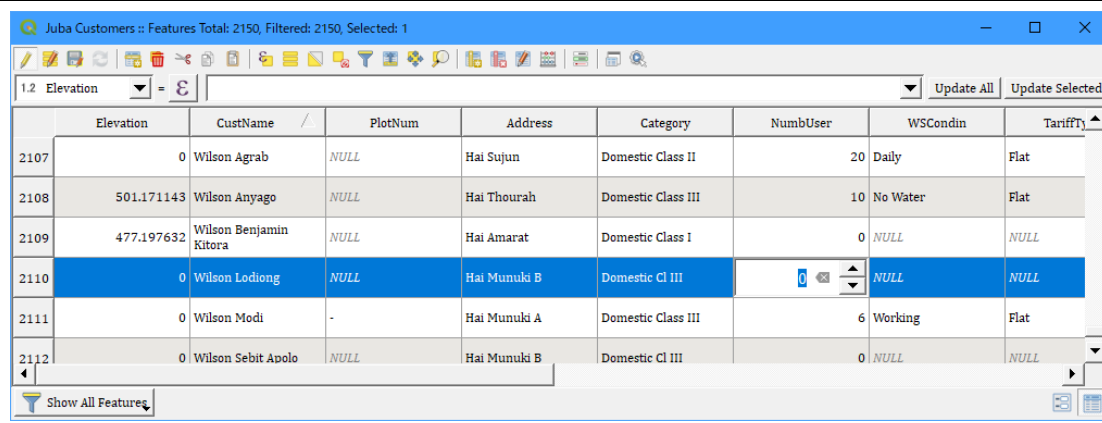 Juba Customers :: Features Total: 2150, Filtered: 2150, Selected: 1
1.2 Elevation = ε Update All Update Selected
Elevation CustName PlotNum Address Category NumbUser WSCondin TariffTy
2107 0 Wilson Agrab NULL Hai Sujun Domestic Class II 20 Daily Flat
2108 501.171143 Wilson Anyago NULL Hai Thourah Domestic Class III 10 No Water Flat
2109 477.197632 Wilson Benjamin Kitora NULL Hai Amarat Domestic Class I 0 NULL NULL
2110 0 Wilson Lodiong NULL Hai Munuki B Domestic Cl III 0 NULL NULL
2111 0 Wilson Modi - Hai Munuki A Domestic Class III 6 Working Flat
2112 0 Wilson Sebit Apolo NULL Hai Munuki B Domestic Cl III 0 NULL NULL
Show All Features